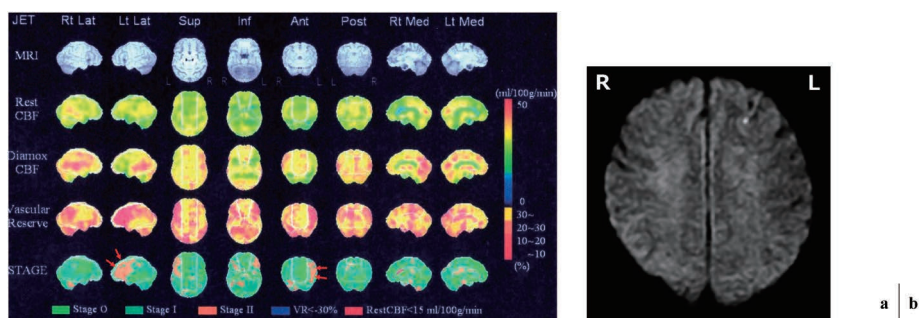 JET Rt Lat Lt Lat Sup Inf Ant Post Rt Med Lt Med
MRI
L R R L R L L R
(ml/100g/min)
50
Rest
CBF
Diamox
CBF
0
Vascular
Reserve
30~
20~30
10~20
~10
(%)
STAGE
Stage 0 Stage I Stage II VR<-30% RestCBF<15 ml/100g/min
R L
a b